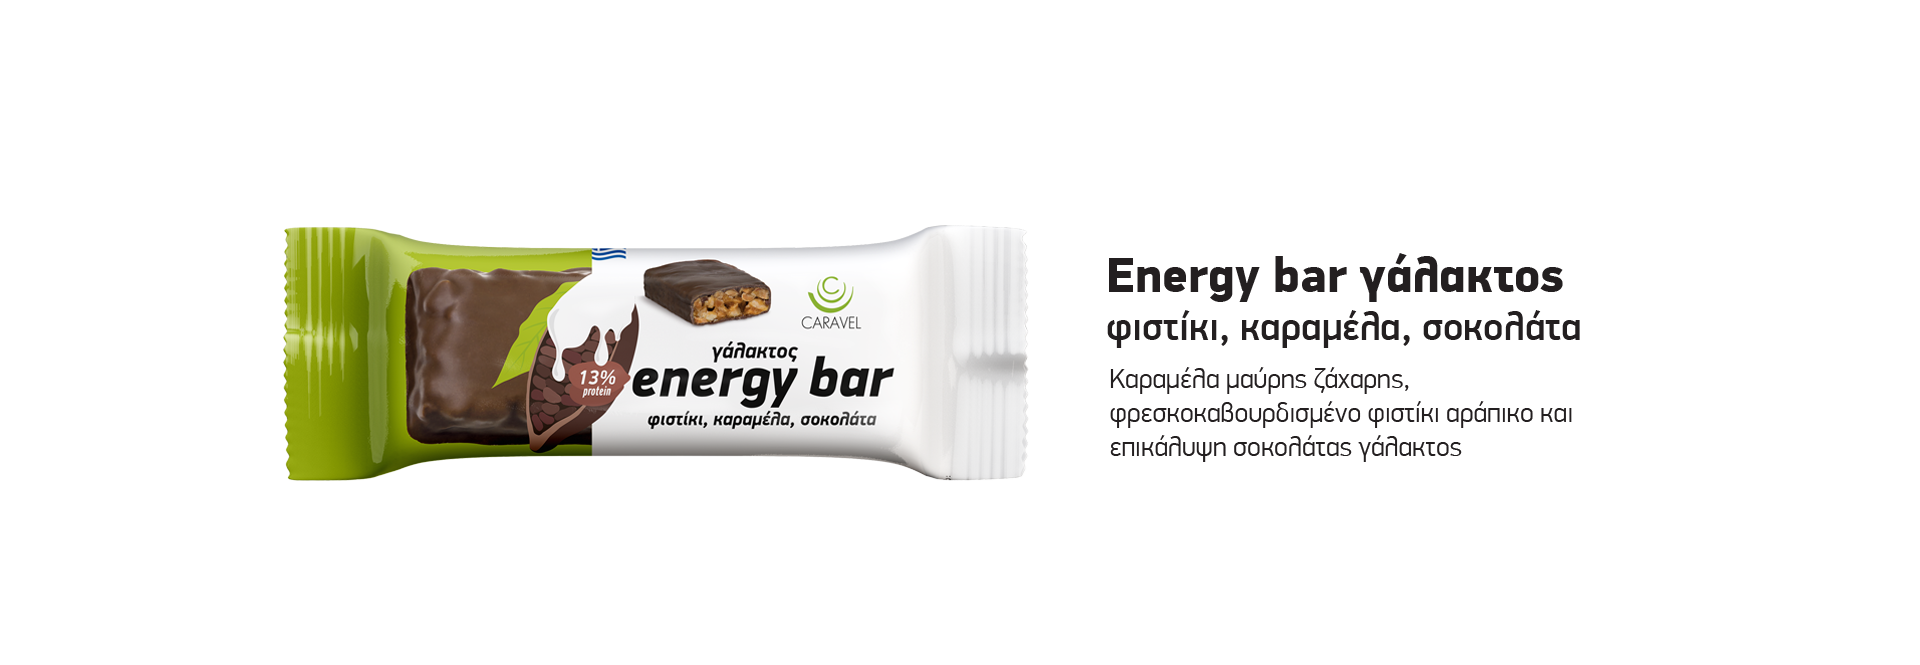 CARAVEL
γάλακτος
13%
protein
energy bar
φιστίκι, καραμέλα, σοκολάτα
Energy bar γάλακτος
φιστίκι, καραμέλα, σοκολάτα
Καραμέλα μαύρης ζάχαρης,
φρεσκοκαβουρδισμένο φιστίκι αράπικο και
επικάλυψη σοκολάτας γάλακτος